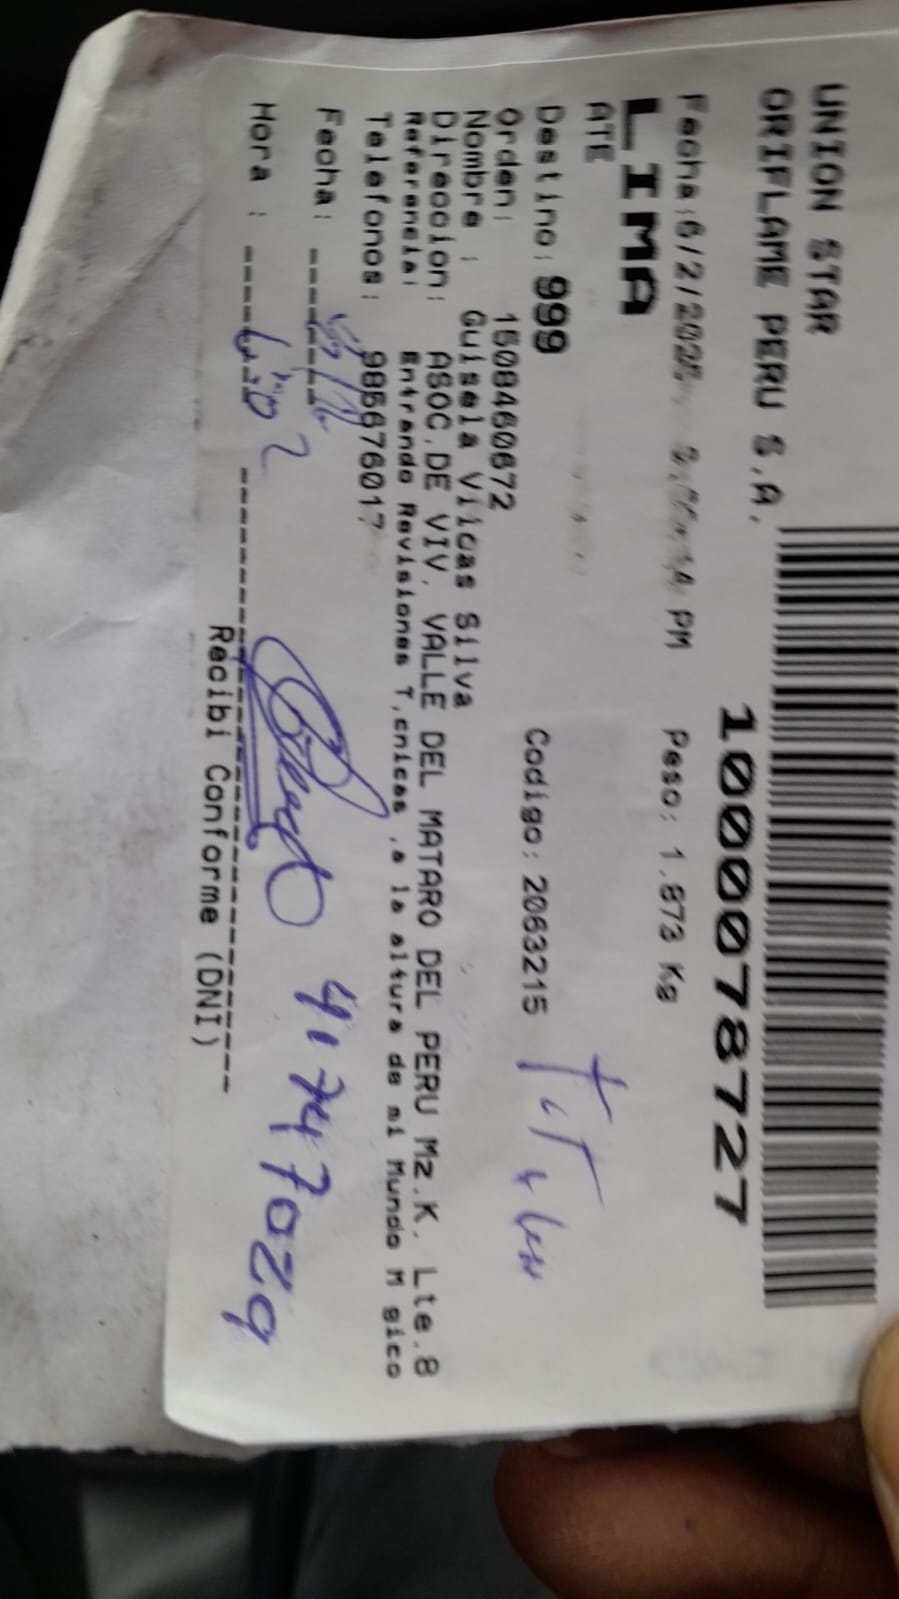 UNION STAR
ORIFLAME PERU S.A.
1000078727
Fecha:6/2/2025 PM Peso: 1.873 Kg
LIMA
ATE
Destino: 999 Codigo: 2063215
Orden: 1508460672
Nombre : Guisela Vilcas Silva
Direccion: ASOC.DE VIV. VALLE DEL MATARO DEL PERU Mz.K. Lte.8
Referencia: Entrando Revisiones T,cnicas ,a la altura de mi Mundo M gico
Telefonos: 985676017
Fecha:
Hora :
41747029
Recibi Conforme (DNI)